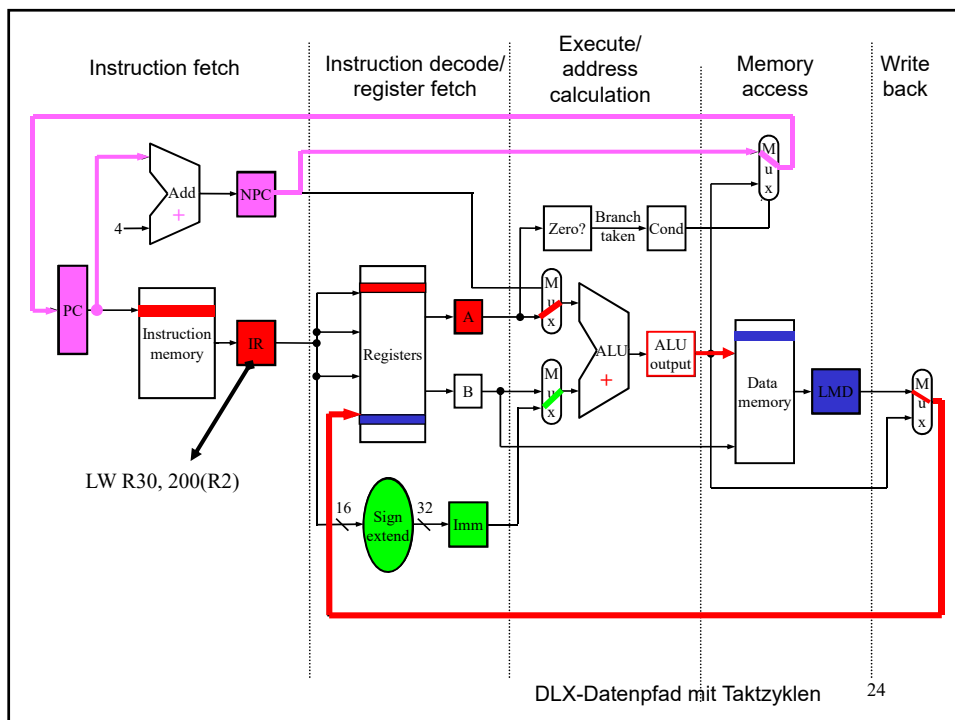 Instruction fetch
Instruction decode/
register fetch
Execute/
address
calculation
Memory
access
Write
back
M
u
x
Add
+
NPC
4
Zero?
Branch
taken
Cond
PC
Instruction
memory
IR
Registers
A
B
M
u
x
M
u
x
ALU
+
ALU
output
Data
memory
LMD
M
u
x
LW R30, 200(R2)
16
Sign
extend
32
Imm
DLX-Datenpfad mit Taktzyklen
24